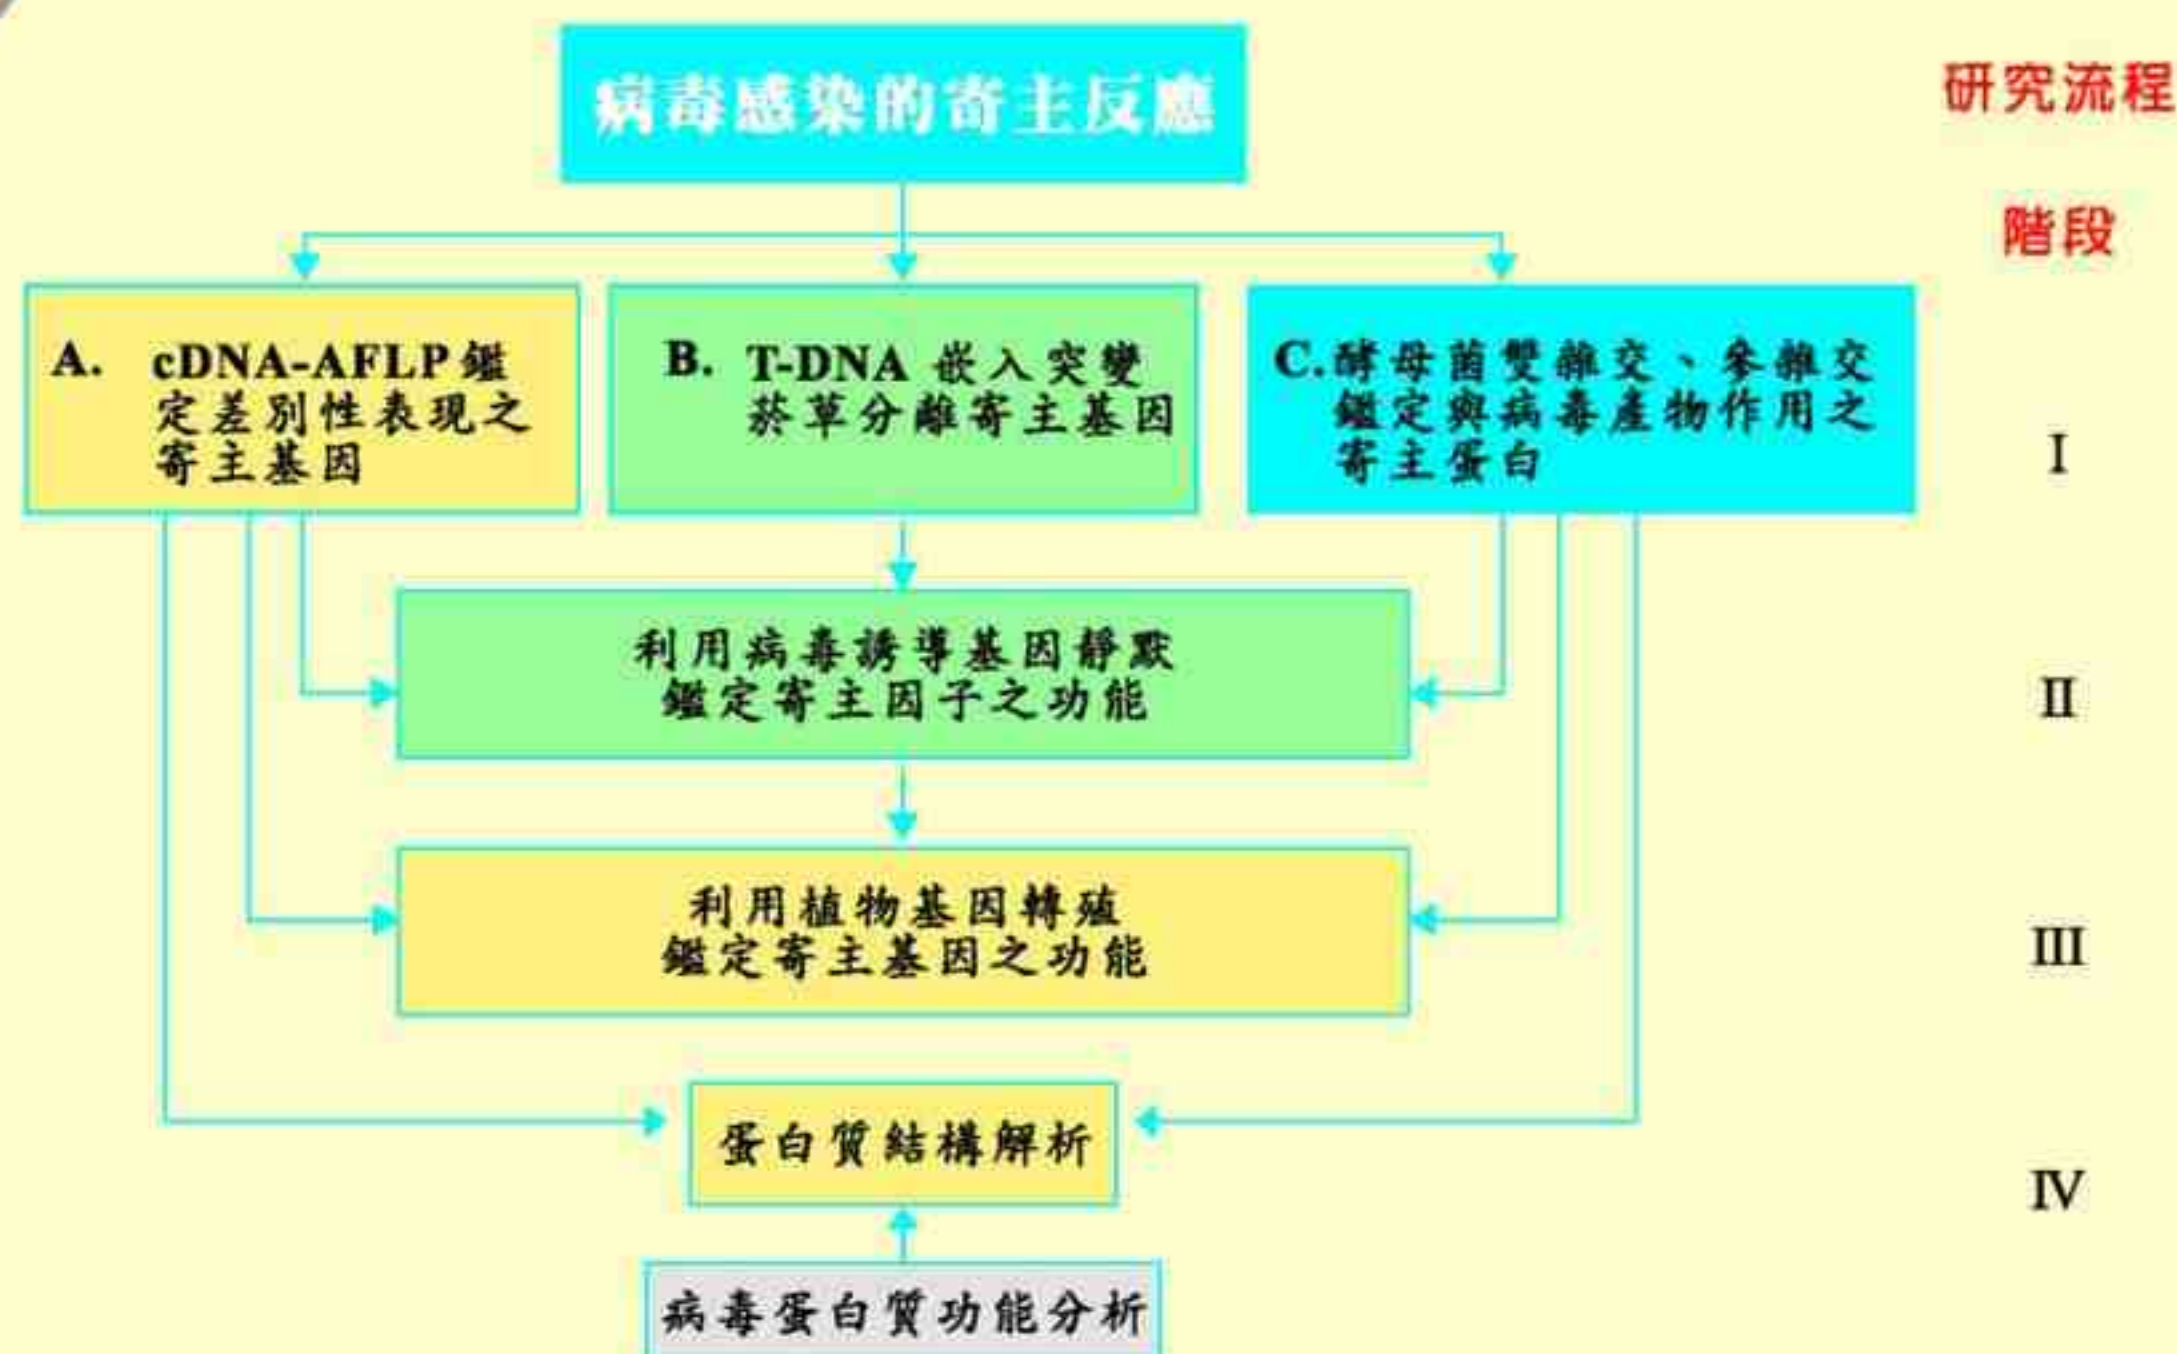 病毒感染的寄主反應
研究流程
階段
A. cDNA-AFLP 鑑
定差別性表現之
寄主基因
B. T-DNA 嵌入突變
菸草分離寄主基因
C.酵母菌雙雜交、參雜交
鑑定與病毒產物作用之
寄主蛋白
I
利用病毒誘導基因靜默
鑑定寄主因子之功能
II
利用植物基因轉殖
鑑定寄主基因之功能
III
蛋白質結構解析
IV
病毒蛋白質功能分析